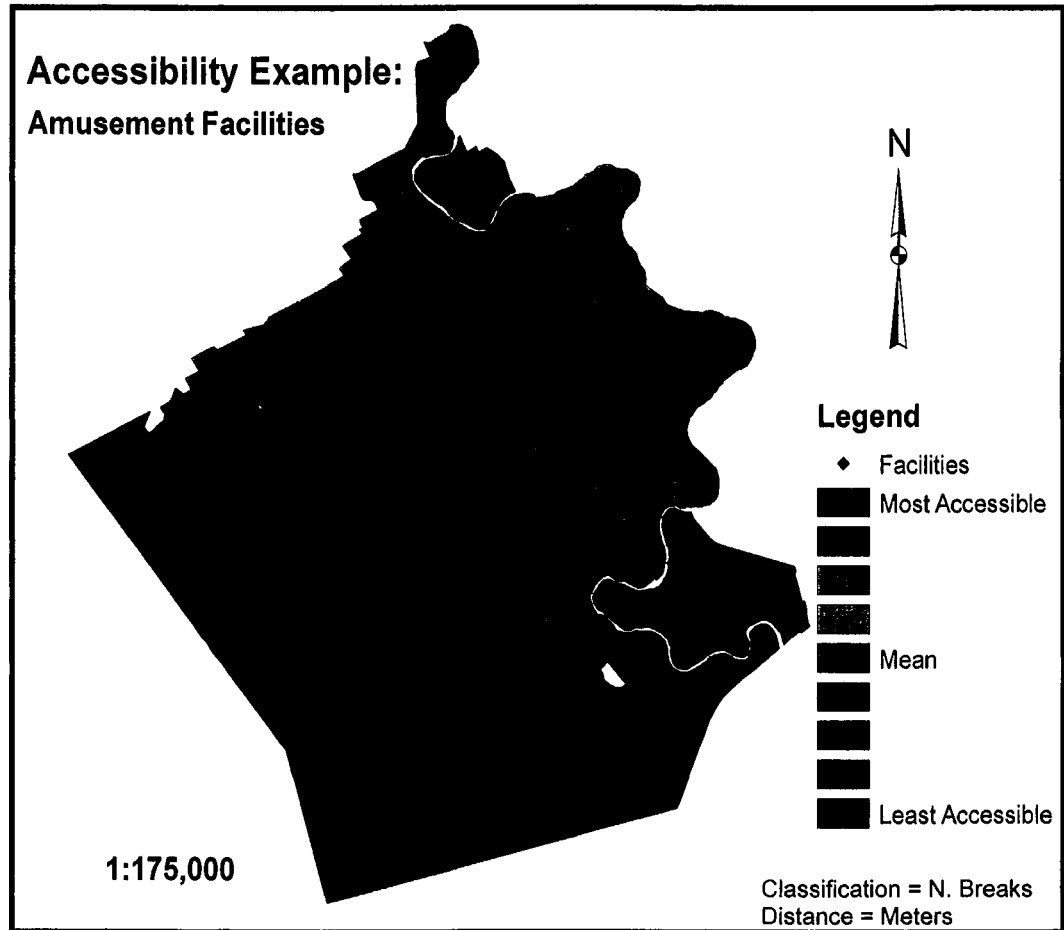 Accessibility Example:
Amusement Facilities
N
Legend
Facilities
Most Accessible
Mean
Least Accessible
1:175,000
Classification = N. Breaks
Distance = Meters